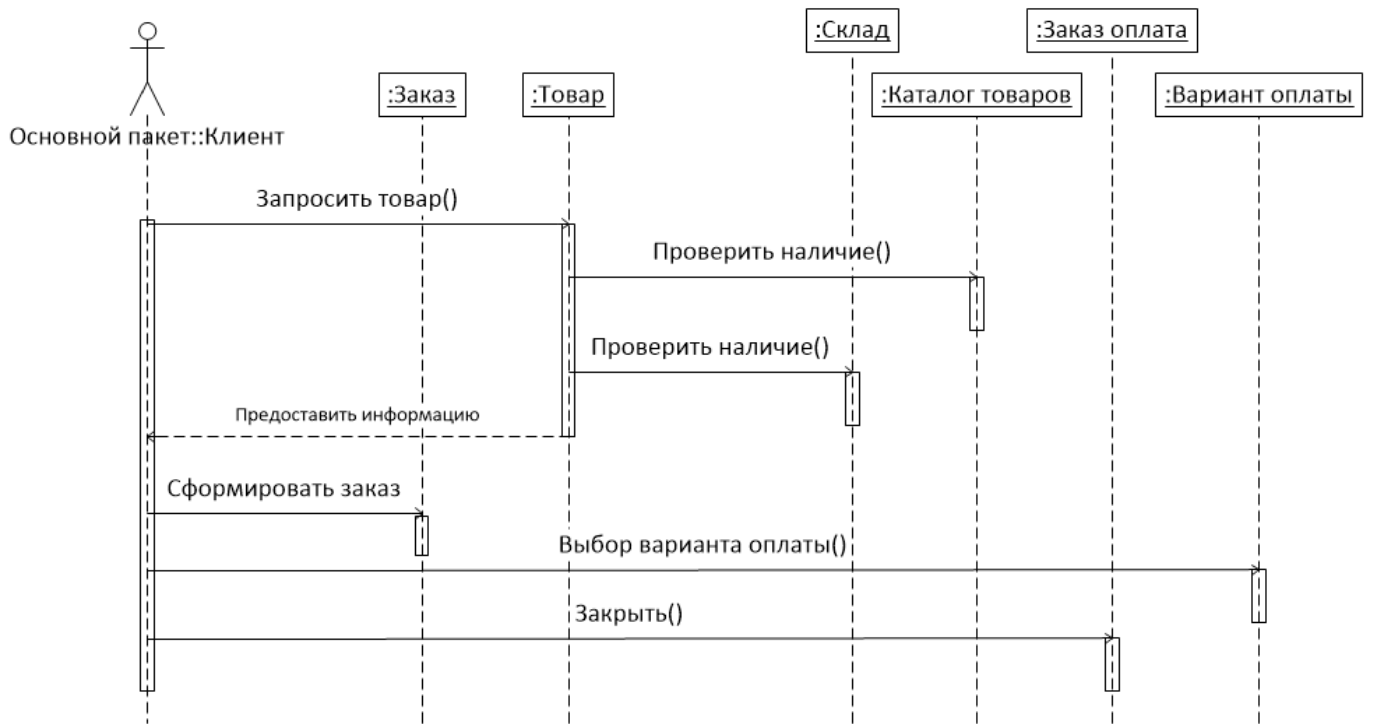 :Склад
:Заказ оплата
:Заказ
:Товар
:Каталог товаров
:Вариант оплаты
Основной пакет::Клиент
Запросить товар()
Проверить наличие()
Проверить наличие()
Предоставить информацию
Сформировать заказ
Выбор варианта оплаты()
Закрыть()